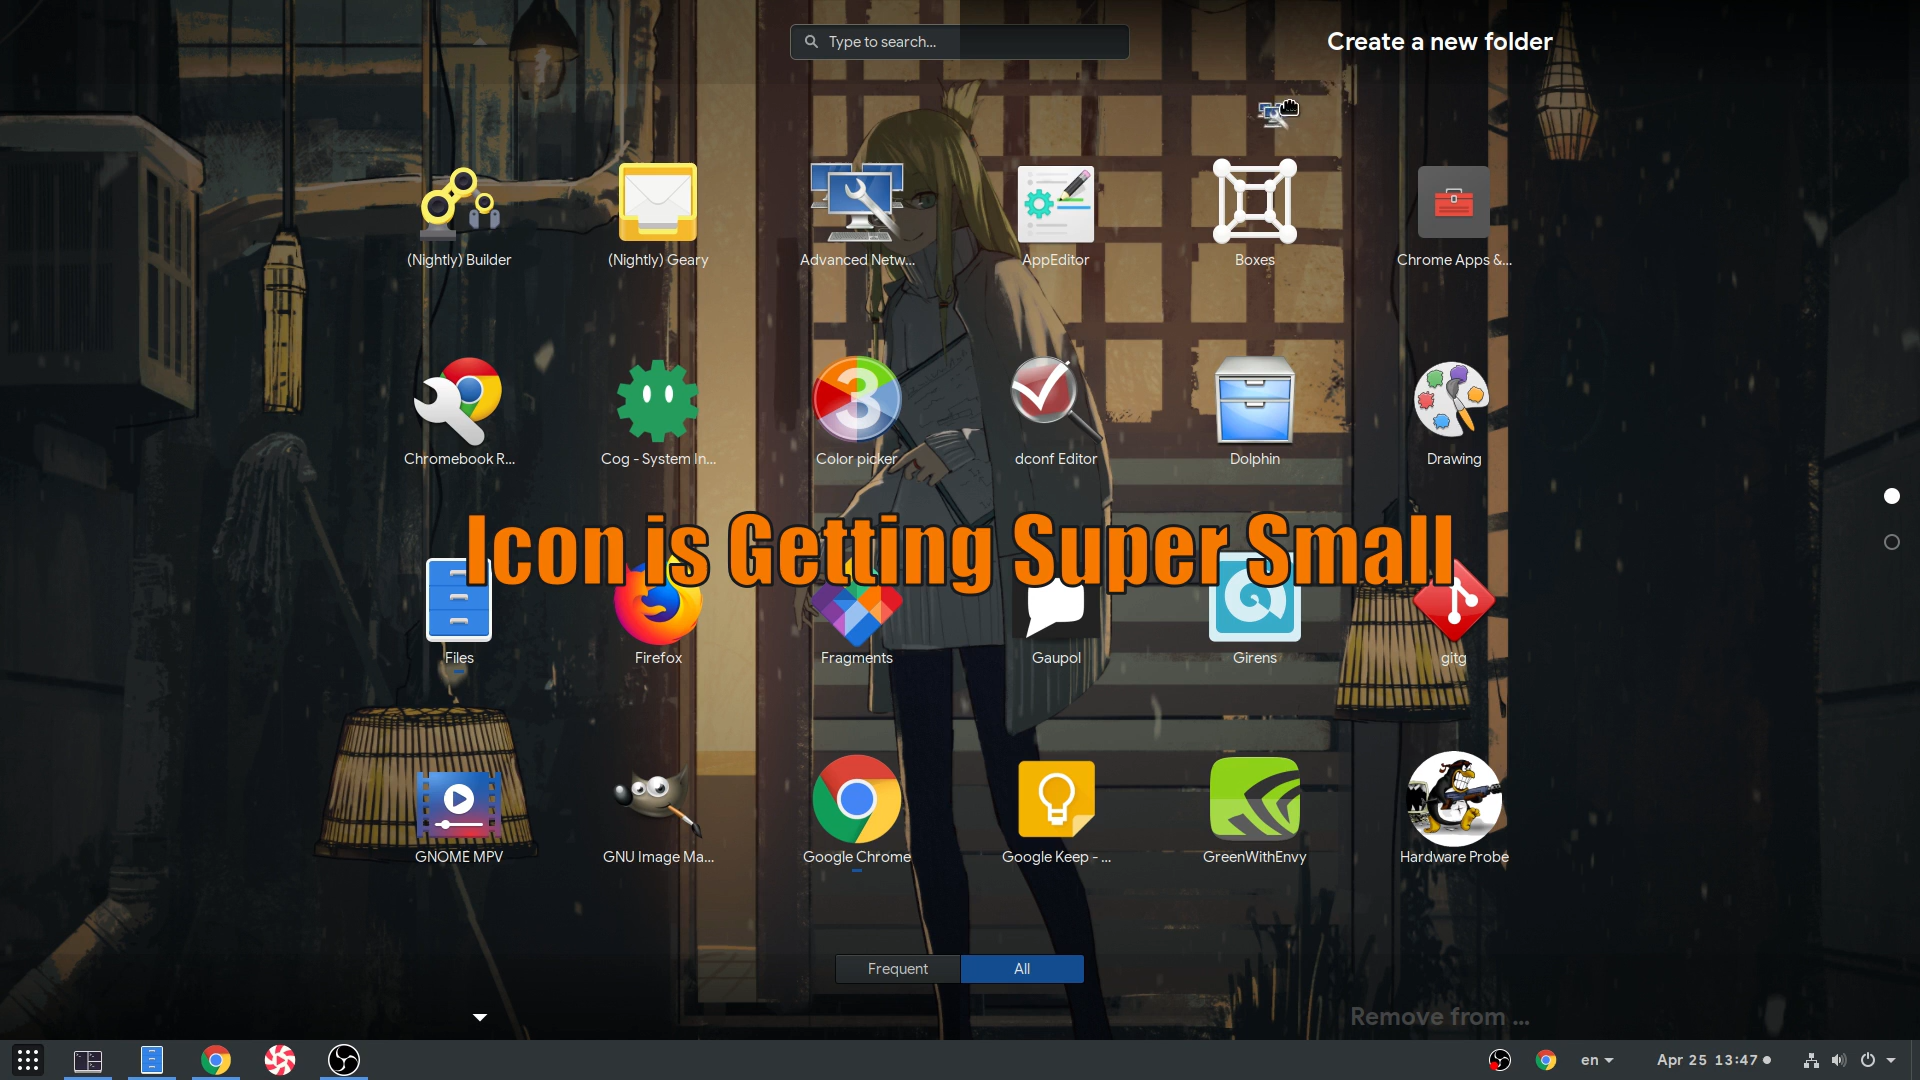 Type to search...
Create a new folder
(Nightly) Builder
(Nightly) Geary
Advanced Netw...
AppEditor
Boxes
Chrome Apps &...
Chromebook R...
Cog - System In...
Color picker
dconf Editor
Dolphin
Drawing
Icon is Getting Super Small
Files
Firefox
Fragments
Gaupol
Girens
gitg
GNOME MPV
GNU Image Ma...
Google Chrome
Google Keep - ...
GreenWithEnvy
Hardware Probe
Frequent
All
Remove from ...
en
Apr 25 13:47